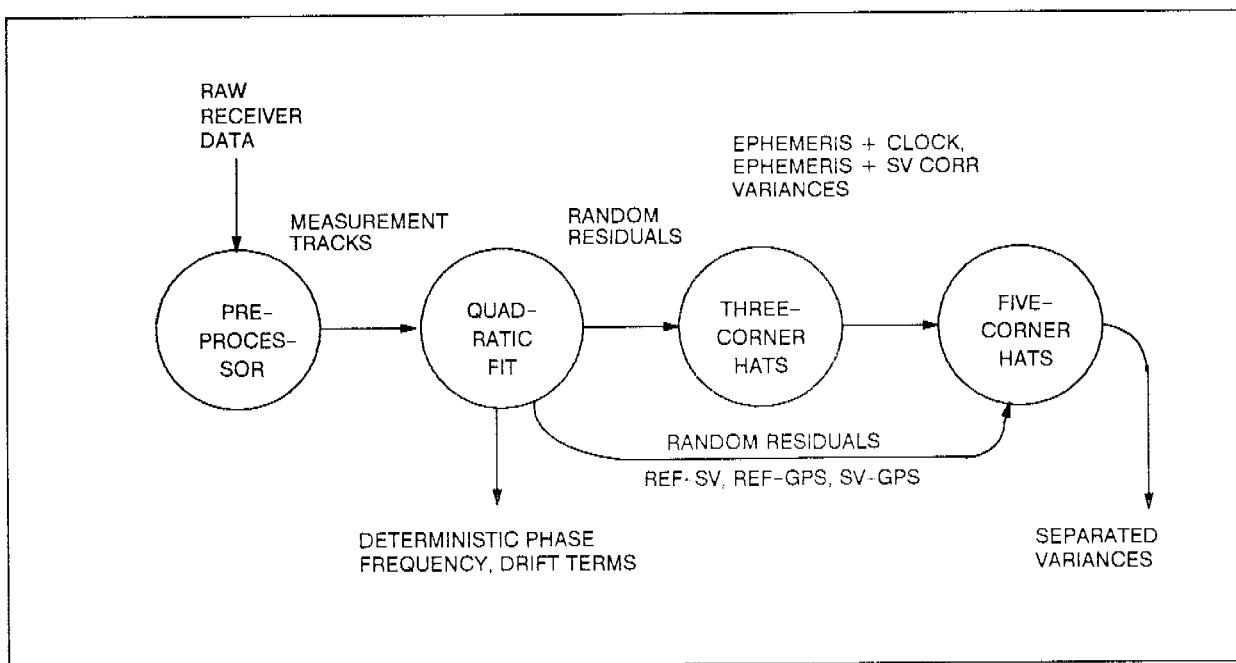 RAW
RECEIVER
DATA
MEASUREMENT
TRACKS
RANDOM
RESIDUALS
EPHEMERIS + CLOCK,
EPHEMERIS + SV CORR
VARIANCES
PRE-
PROCES-
SOR
QUAD-
RATIC
FIT
THREE-
CORNER
HATS
FIVE-
CORNER
HATS
RANDOM RESIDUALS
REF-SV, REF-GPS, SV-GPS
DETERMINISTIC PHASE
FREQUENCY, DRIFT TERMS
SEPARATED
VARIANCES